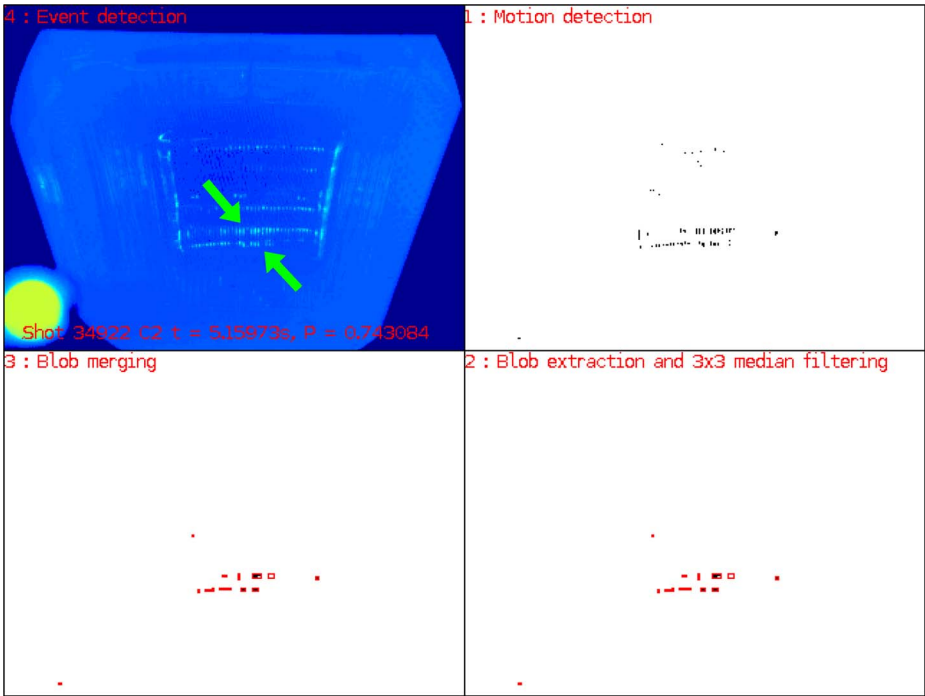 4 : Event detection
1 : Motion detection
Shot 34922 C2 t = 5.15973s, P = 0.743084
3 : Blob merging
2 : Blob extraction and 3x3 median filtering